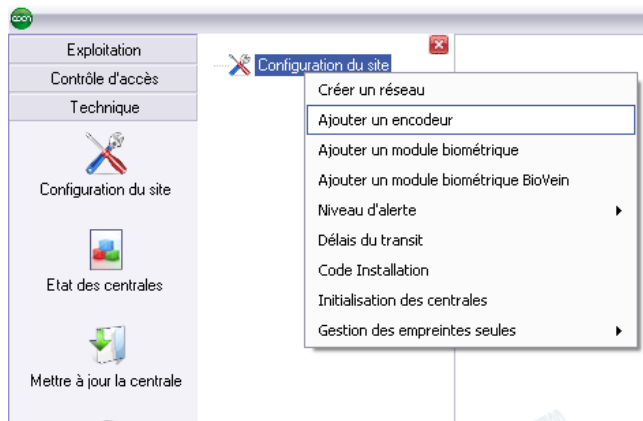 Exploitation
Contrôle d'accès
Technique
Configuration du site
Etat des centrales
Mettre à jour la centrale
Configuration du site
Créer un réseau
Ajouter un encodeur
Ajouter un module biométrique
Ajouter un module biométrique BioVein
Niveau d'alerte
Délais du transit
Code Installation
Initialisation des centrales
Gestion des empreintes seules